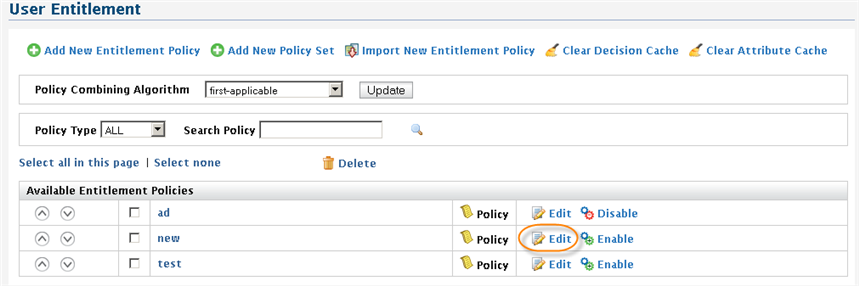 User Entitlement
Add New Entitlement Policy Add New Policy Set Import New Entitlement Policy Clear Decision Cache Clear Attribute Cache
Policy Combining Algorithm first-applicable Update
Policy Type ALL Search Policy
Select all in this page | Select none Delete
Available Entitlement Policies
ad Policy Edit Disable
new Policy Edit Enable
test Policy Edit Enable